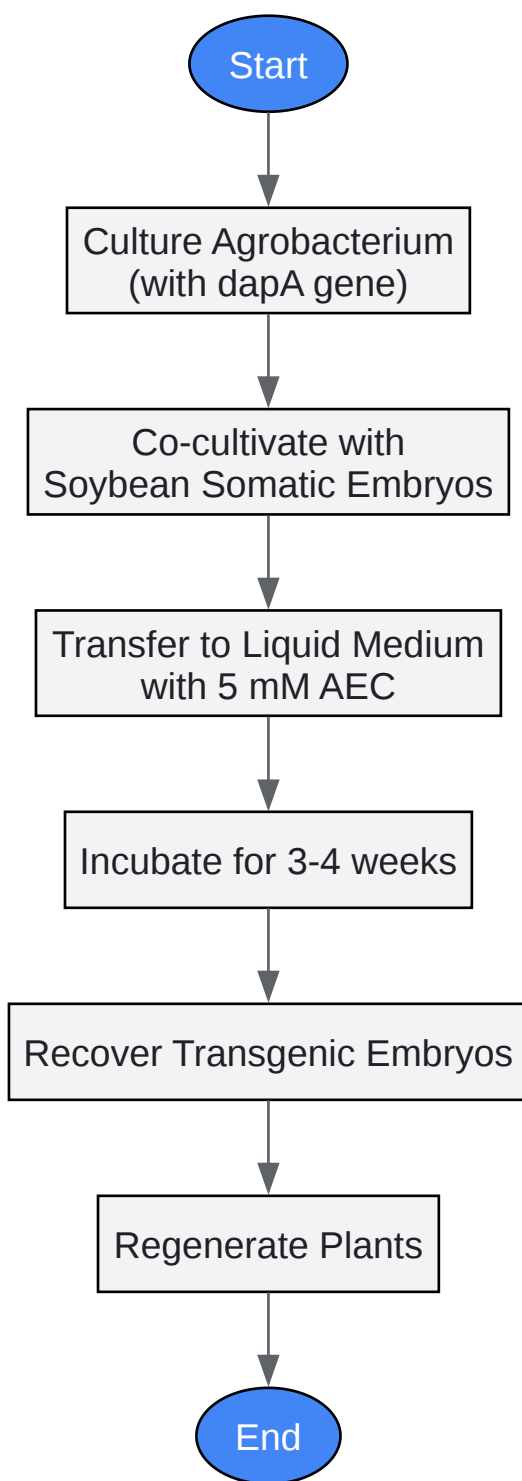 Start
Culture Agrobacterium
(with dapA gene)
Co-cultivate with
Soybean Somatic Embryos
Transfer to Liquid Medium
with 5 mM AEC
Incubate for 3-4 weeks
Recover Transgenic Embryos
Regenerate Plants
End